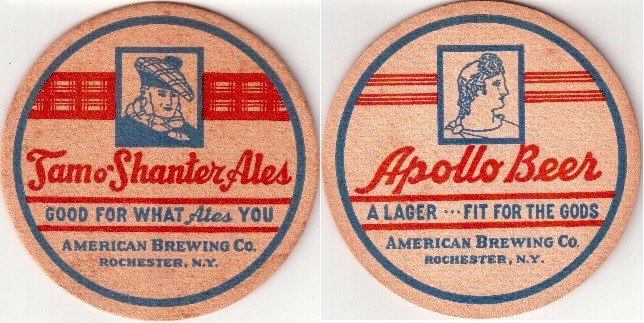 Tam o' Shanter Ales
GOOD FOR WHAT Ales YOU
AMERICAN BREWING CO.
ROCHESTER, N.Y.
Apollo Beer
A LAGER ... FIT FOR THE GODS
AMERICAN BREWING CO.
ROCHESTER, N.Y.